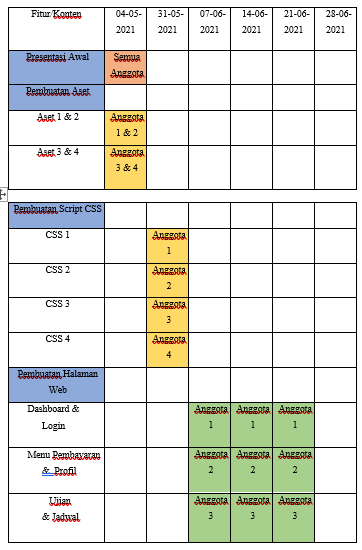 Fitur/Konten 04-05- 31-05- 07-06- 14-06- 21-06- 28-06-
2021 2021 2021 2021 2021 2021
Presentasi Awal Semua
Anggota
Pembuatan Aset
Aset 1 & 2 Anggota
1 & 2
Aset 3 & 4 Anggota
3 & 4
Pembuatan Script CSS
CSS 1 Anggota
1
CSS 2 Anggota
2
CSS 3 Anggota
3
CSS 4 Anggota
4
Pembuatan Halaman
Web
Dashboard & Anggota Anggota Anggota
Login 1 1 1
Menu Pembayaran Anggota Anggota Anggota
& Profil 2 2 2
Ujian Anggota Anggota Anggota
& Jadwal 3 3 3